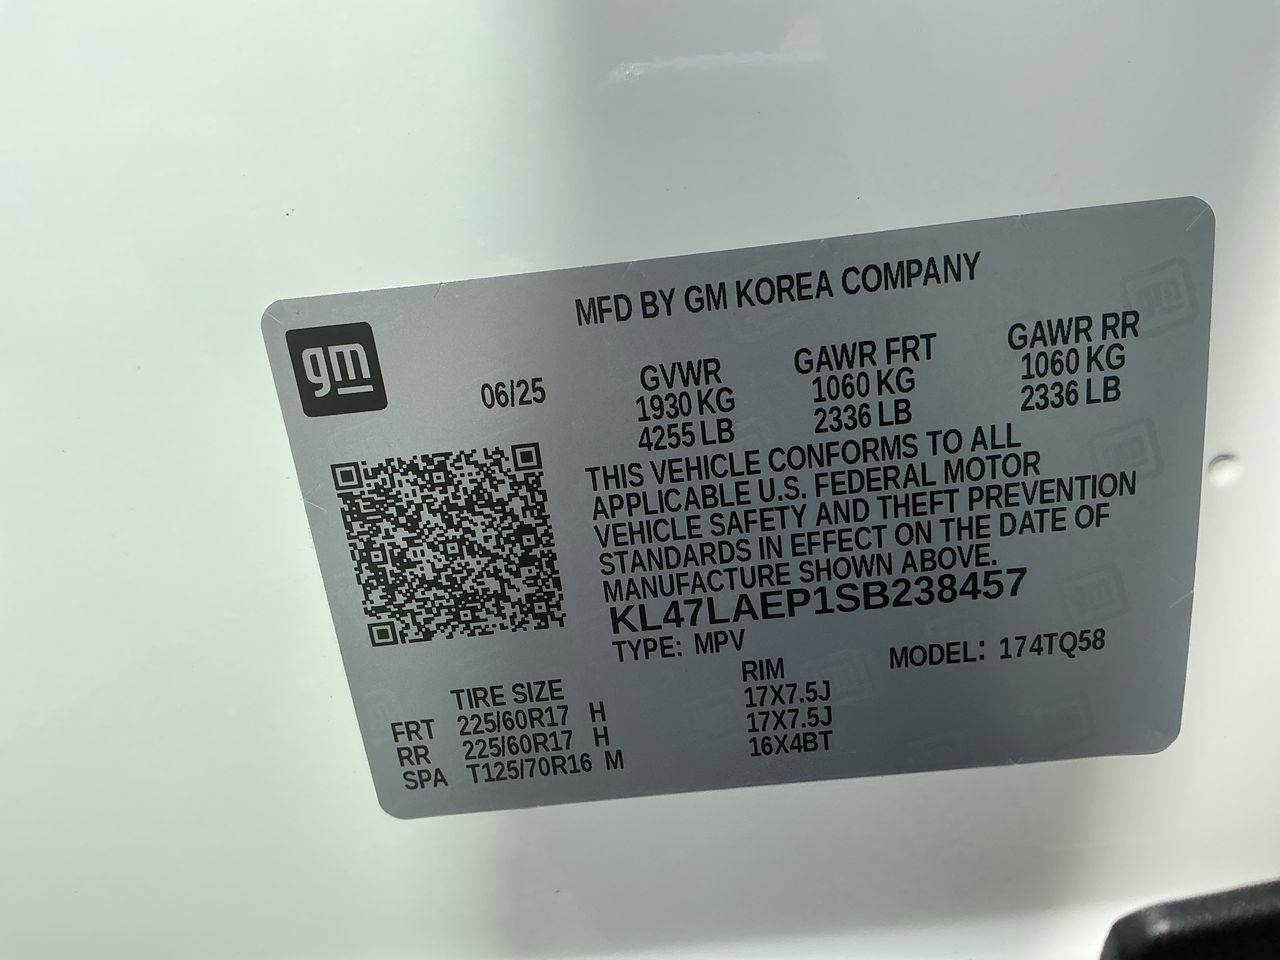 MFD BY GM KOREA COMPANY
gm
06/25
GVWR GAWR FRT GAWR RR
1930 KG 1060 KG 1060 KG
4255 LB 2336 LB 2336 LB
THIS VEHICLE CONFORMS TO ALL
APPLICABLE U.S. FEDERAL MOTOR
VEHICLE SAFETY AND THEFT PREVENTION
STANDARDS IN EFFECT ON THE DATE OF
MANUFACTURE SHOWN ABOVE.
KL47LAEP1SB238457
TYPE: MPV MODEL: 174TQ58
TIRE SIZE RIM
FRT 225/60R17 H 17X7.5J
RR 225/60R17 H 17X7.5J
SPA T125/70R16 M 16X4BT